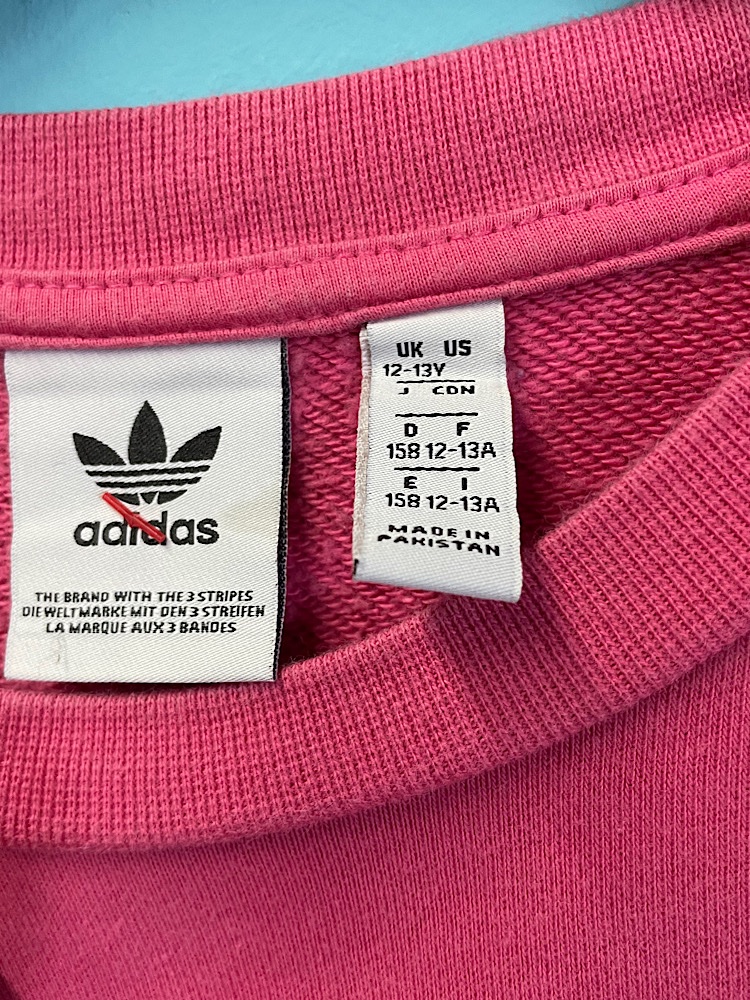 adidas
THE BRAND WITH THE 3 STRIPES
DIE WELTMARKE MIT DEN 3 STREIFEN
LA MARQUE AUX 3 BANDES
UK US
12-13Y
J CDN
D F
158 12-13A
E I
158 12-13A
MADE IN
PAKISTAN